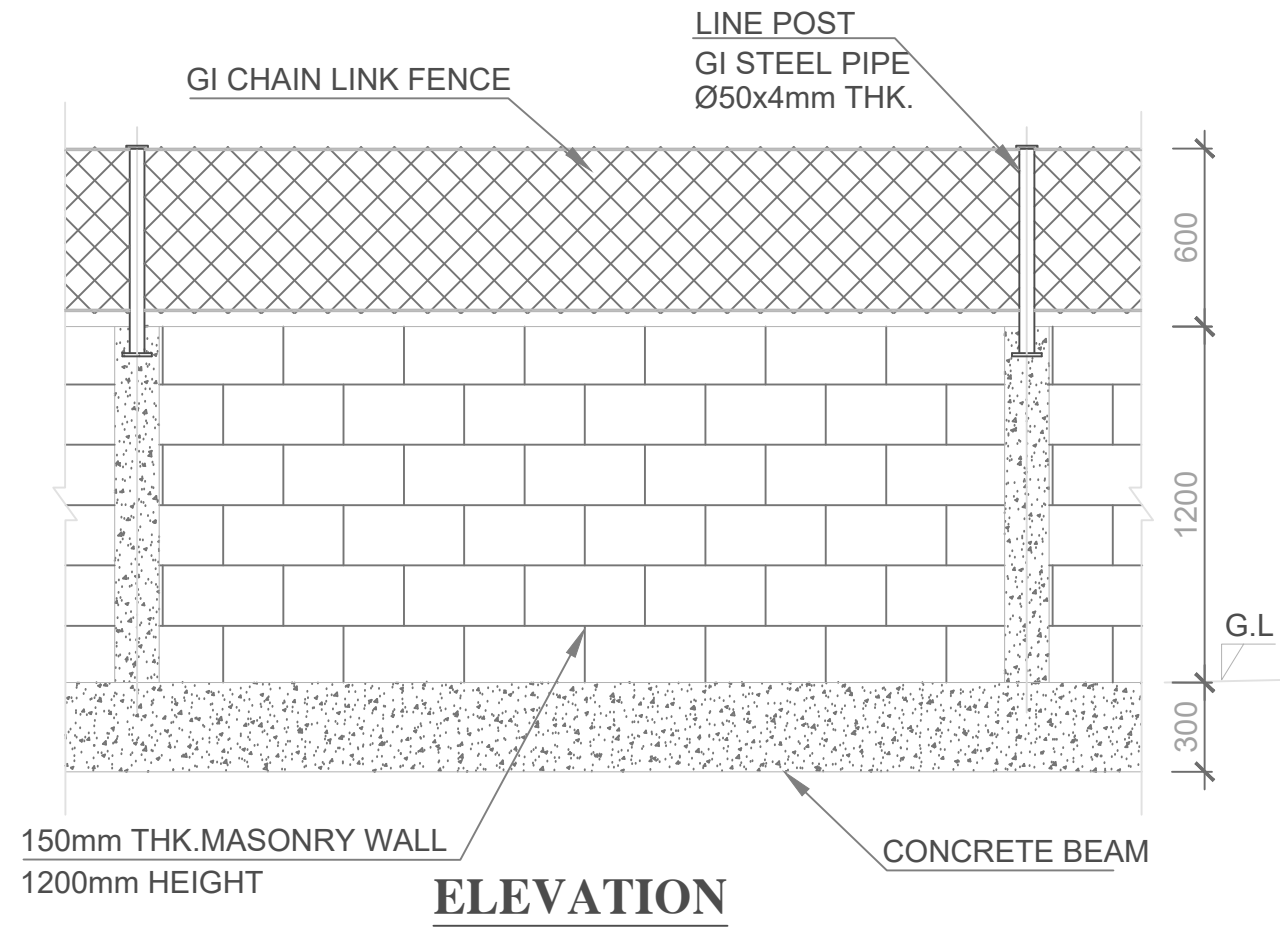 LINE POST
GI STEEL PIPE
Ø50x4mm THK.
GI CHAIN LINK FENCE
600
1200
G.L
300
150mm THK.MASONRY WALL
1200mm HEIGHT
CONCRETE BEAM
ELEVATION